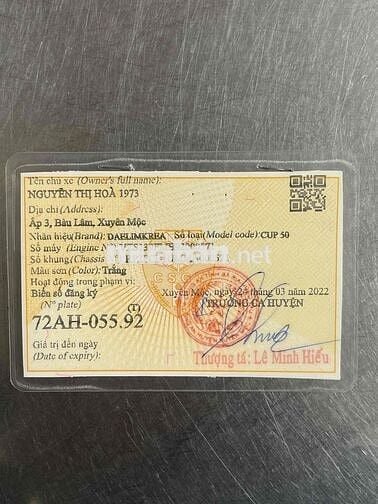 Tên chủ xe (Owner's full name):
NGUYỄN THỊ HOÀ 1973
Địa chỉ (Address):
Ấp 3, Bàu Lâm, Xuyên Mộc
Nhãn hiệu (Brand): DAELIMKREA Số loại (Model code): CUP 50
Số máy (Engine
Số khung (Chassis
Màu sơn (Color): Trắng
Hoạt động trong phạm vi:
Biển số đăng ký
(N° plate)
Xuyên Mộc, ngày 24 tháng 03 năm 2022
TRƯỞNG CA HUYỆN
72AH-055.92
Giá trị đến ngày
(Date of expiry):
Thượng tá: Lê Minh Hiếu